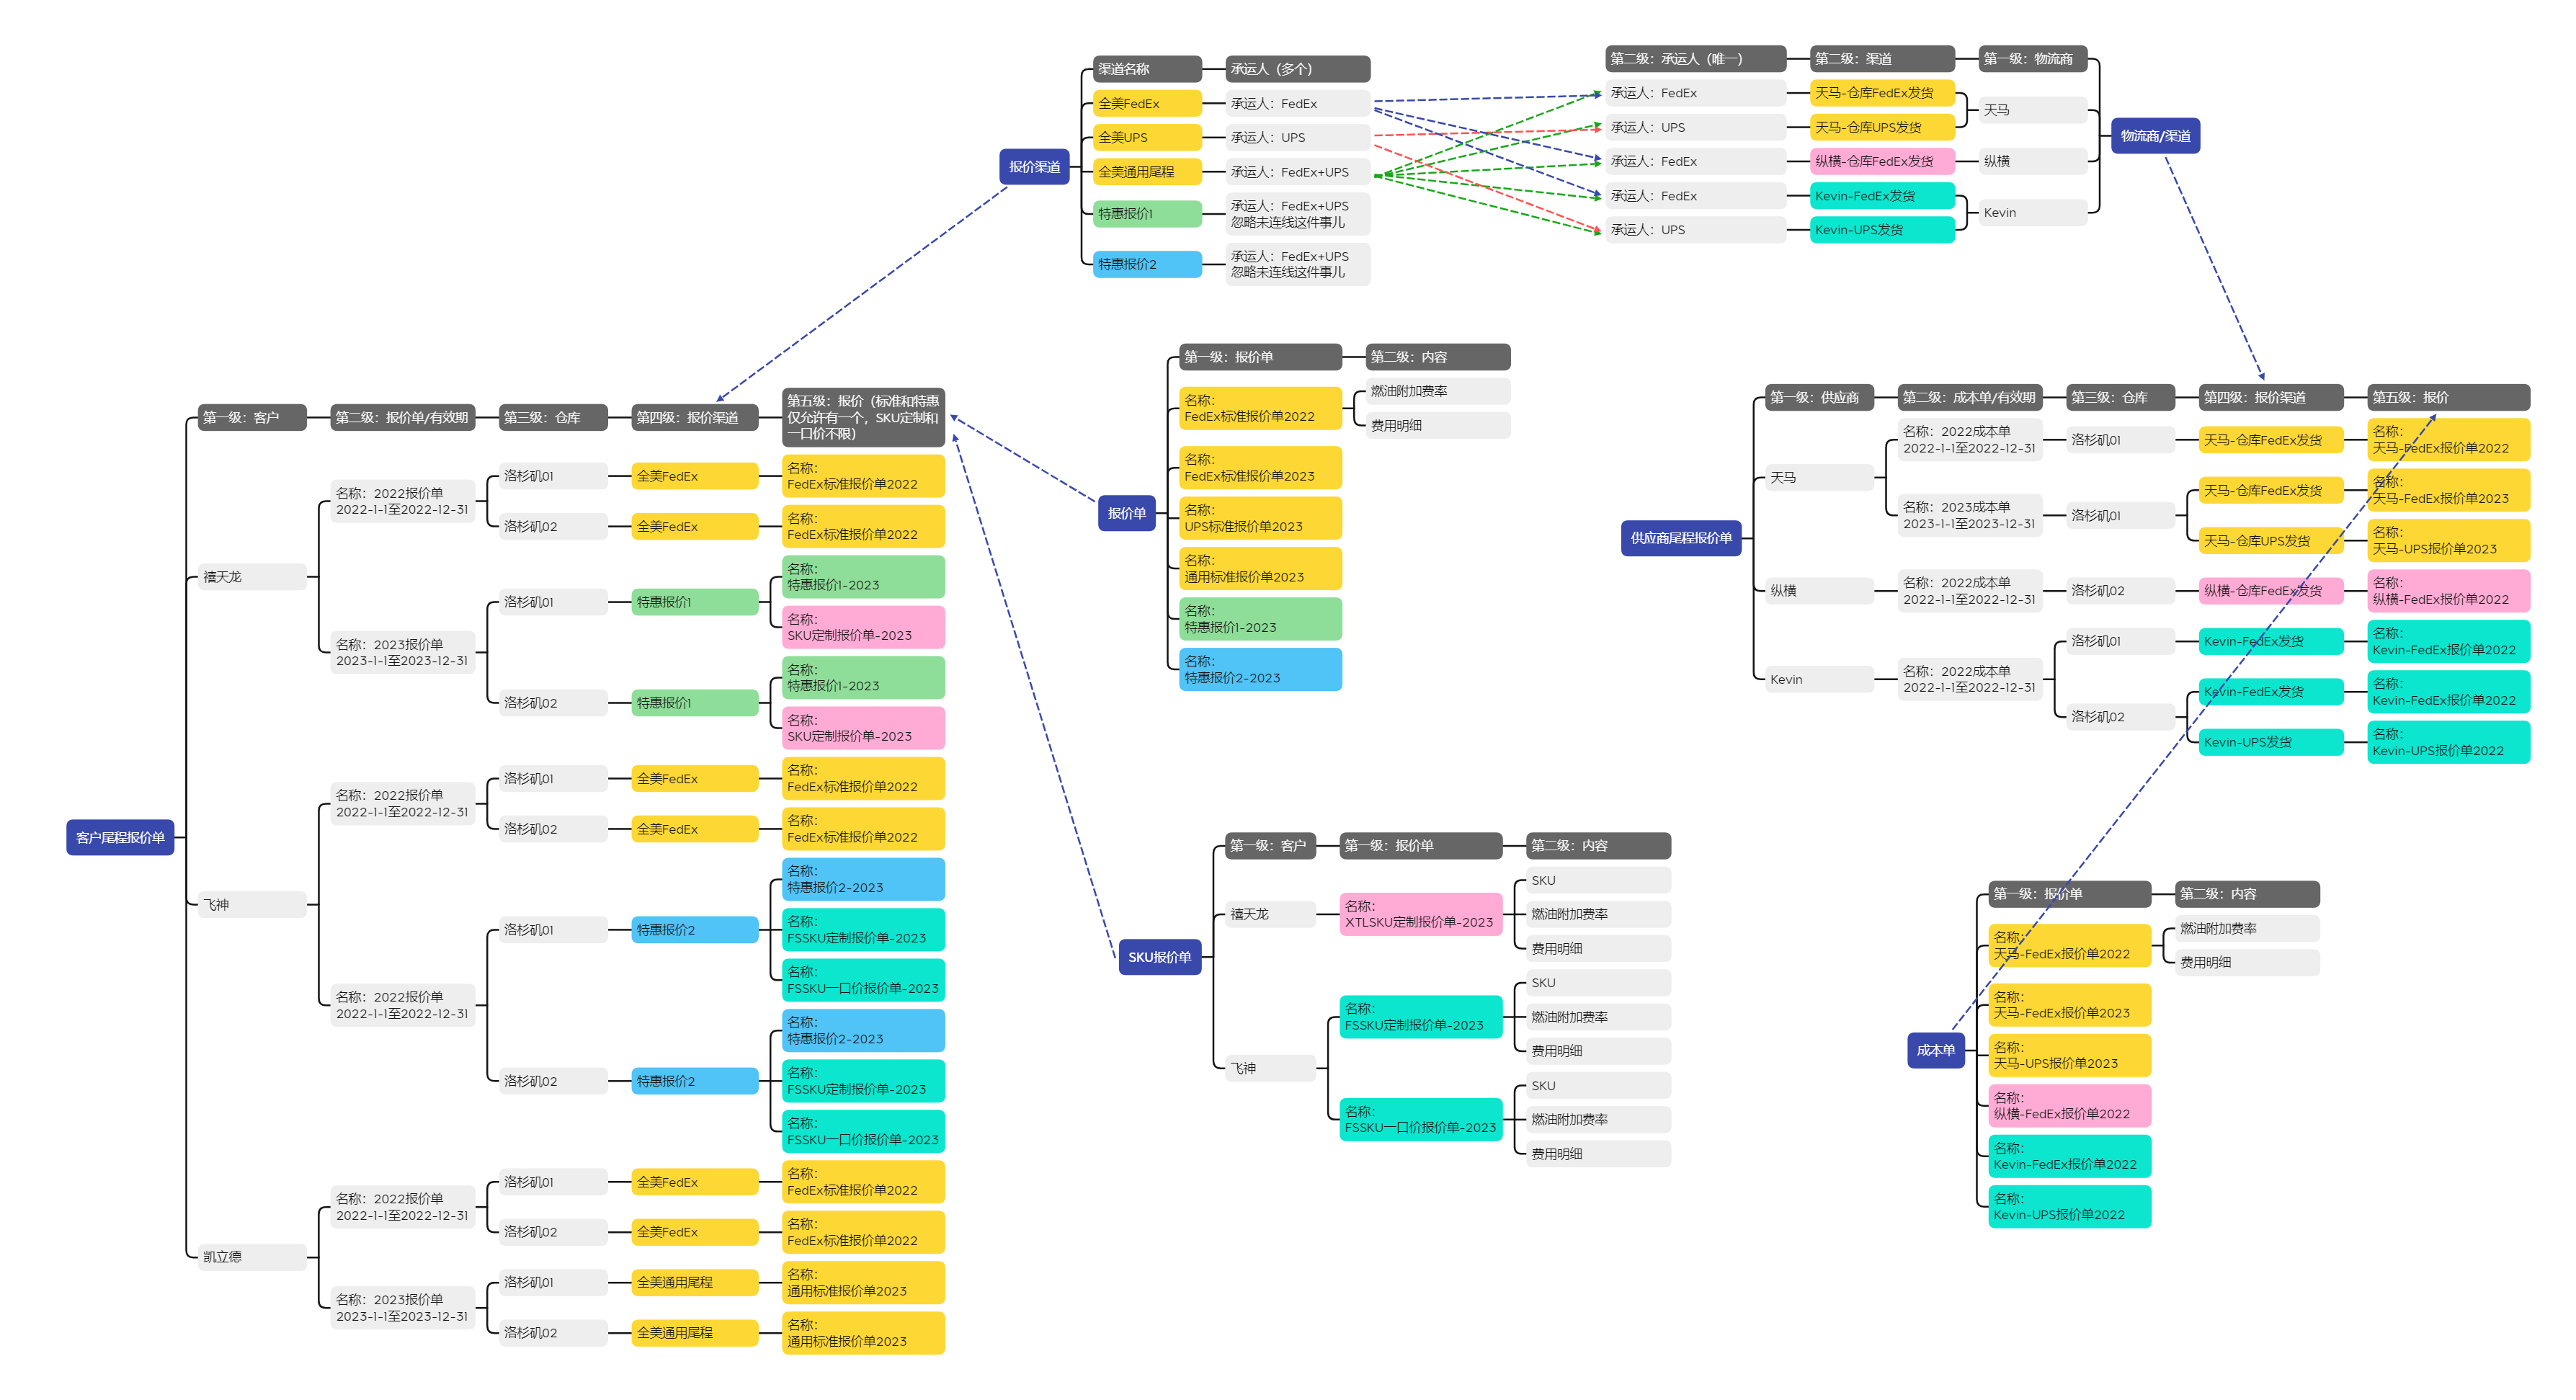 报价渠道
渠道名称
承运人（多个）
全美FedEx
承运人：FedEx
全美UPS
承运人：UPS
全美通用尾程
承运人：FedEx+UPS
特惠报价1
承运人：FedEx+UPS
忽略未连线这件事儿
特惠报价2
承运人：FedEx+UPS
忽略未连线这件事儿
第二级：承运人（唯一）
第二级：渠道
第一级：物流商
承运人：FedEx
天马-仓库FedEx发货
天马
承运人：UPS
天马-仓库UPS发货
承运人：FedEx
纵横-仓库FedEx发货
纵横
承运人：FedEx
Kevin-FedEx发货
Kevin
承运人：UPS
Kevin-UPS发货
物流商/渠道
客户尾程报价单
第一级：客户
第二级：报价单/有效期
第三级：仓库
第四级：报价渠道
第五级：报价（标准和特惠
仅允许有一个，SKU定制和
一口价不限）
禧天龙
名称：2022报价单
2022-1-1至2022-12-31
洛杉矶01
全美FedEx
名称：
FedEx标准报价单2022
洛杉矶02
全美FedEx
名称：
FedEx标准报价单2022
名称：2023报价单
2023-1-1至2023-12-31
洛杉矶01
特惠报价1
名称：
特惠报价1-2023
名称：
SKU定制报价单-2023
洛杉矶02
特惠报价1
名称：
特惠报价1-2023
名称：
SKU定制报价单-2023
飞神
名称：2022报价单
2022-1-1至2022-12-31
洛杉矶01
全美FedEx
名称：
FedEx标准报价单2022
洛杉矶02
全美FedEx
名称：
FedEx标准报价单2022
名称：2022报价单
2022-1-1至2022-12-31
洛杉矶01
特惠报价2
名称：
特惠报价2-2023
名称：
FSSKU定制报价单-2023
名称：
FSSKU一口价报价单-2023
洛杉矶02
特惠报价2
名称：
特惠报价2-2023
名称：
FSSKU定制报价单-2023
名称：
FSSKU一口价报价单-2023
凯立德
名称：2022报价单
2022-1-1至2022-12-31
洛杉矶01
全美FedEx
名称：
FedEx标准报价单2022
洛杉矶02
全美FedEx
名称：
FedEx标准报价单2022
名称：2023报价单
2023-1-1至2023-12-31
洛杉矶01
全美通用尾程
名称：
通用标准报价单2023
洛杉矶02
全美通用尾程
名称：
通用标准报价单2023
报价单
第一级：报价单
第二级：内容
名称：
FedEx标准报价单2022
燃油附加费率
费用明细
名称：
FedEx标准报价单2023
名称：
UPS标准报价单2023
名称：
通用标准报价单2023
名称：
特惠报价1-2023
名称：
特惠报价2-2023
SKU报价单
第一级：客户
第一级：报价单
第二级：内容
禧天龙
名称：
XTLSKU定制报价单-2023
SKU
燃油附加费率
费用明细
飞神
名称：
FSSKU定制报价单-2023
SKU
燃油附加费率
费用明细
名称：
FSSKU一口价报价单-2023
SKU
燃油附加费率
费用明细
供应商尾程报价单
第一级：供应商
第二级：成本单/有效期
第三级：仓库
第四级：报价渠道
第五级：报价
天马
名称：2022成本单
2022-1-1至2022-12-31
洛杉矶01
天马-仓库FedEx发货
名称：
天马-FedEx报价单2022
名称：2023成本单
2023-1-1至2023-12-31
洛杉矶01
天马-仓库FedEx发货
名称：
天马-FedEx报价单2023
天马-仓库UPS发货
名称：
天马-UPS报价单2023
纵横
名称：2022成本单
2022-1-1至2022-12-31
洛杉矶02
纵横-仓库FedEx发货
名称：
纵横-FedEx报价单2022
Kevin
名称：2022成本单
2022-1-1至2022-12-31
洛杉矶01
Kevin-FedEx发货
名称：
Kevin-FedEx报价单2022
洛杉矶02
Kevin-FedEx发货
名称：
Kevin-FedEx报价单2022
Kevin-UPS发货
名称：
Kevin-UPS报价单2022
成本单
第一级：报价单
第二级：内容
名称：
天马-FedEx报价单2022
燃油附加费率
费用明细
名称：
天马-FedEx报价单2023
名称：
天马-UPS报价单2023
名称：
纵横-FedEx报价单2022
名称：
Kevin-FedEx报价单2022
名称：
Kevin-UPS报价单2022